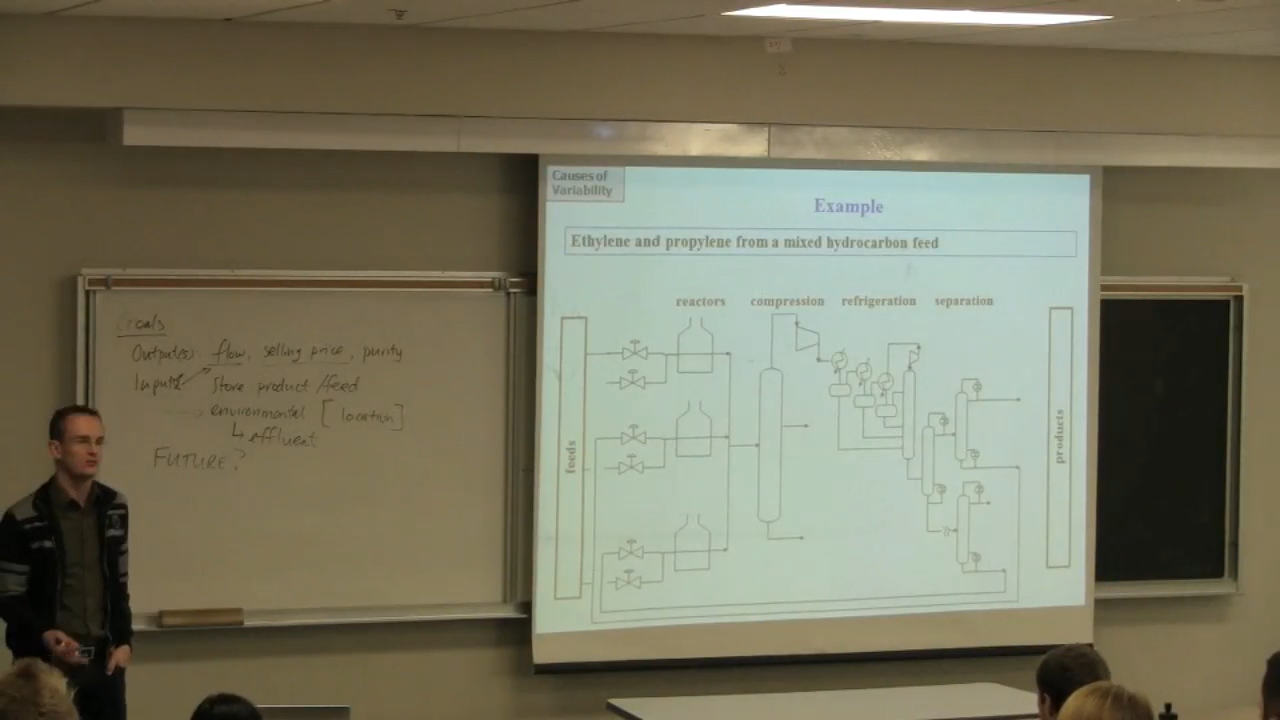 Goals
Output(s): flow, selling price, purity
Inputs Store product/feed
environmental [location]
↳ effluent
FUTURE?
Causes of
Variability
Example
Ethylene and propylene from a mixed hydrocarbon feed
reactors compression refrigeration separation
feeds
products